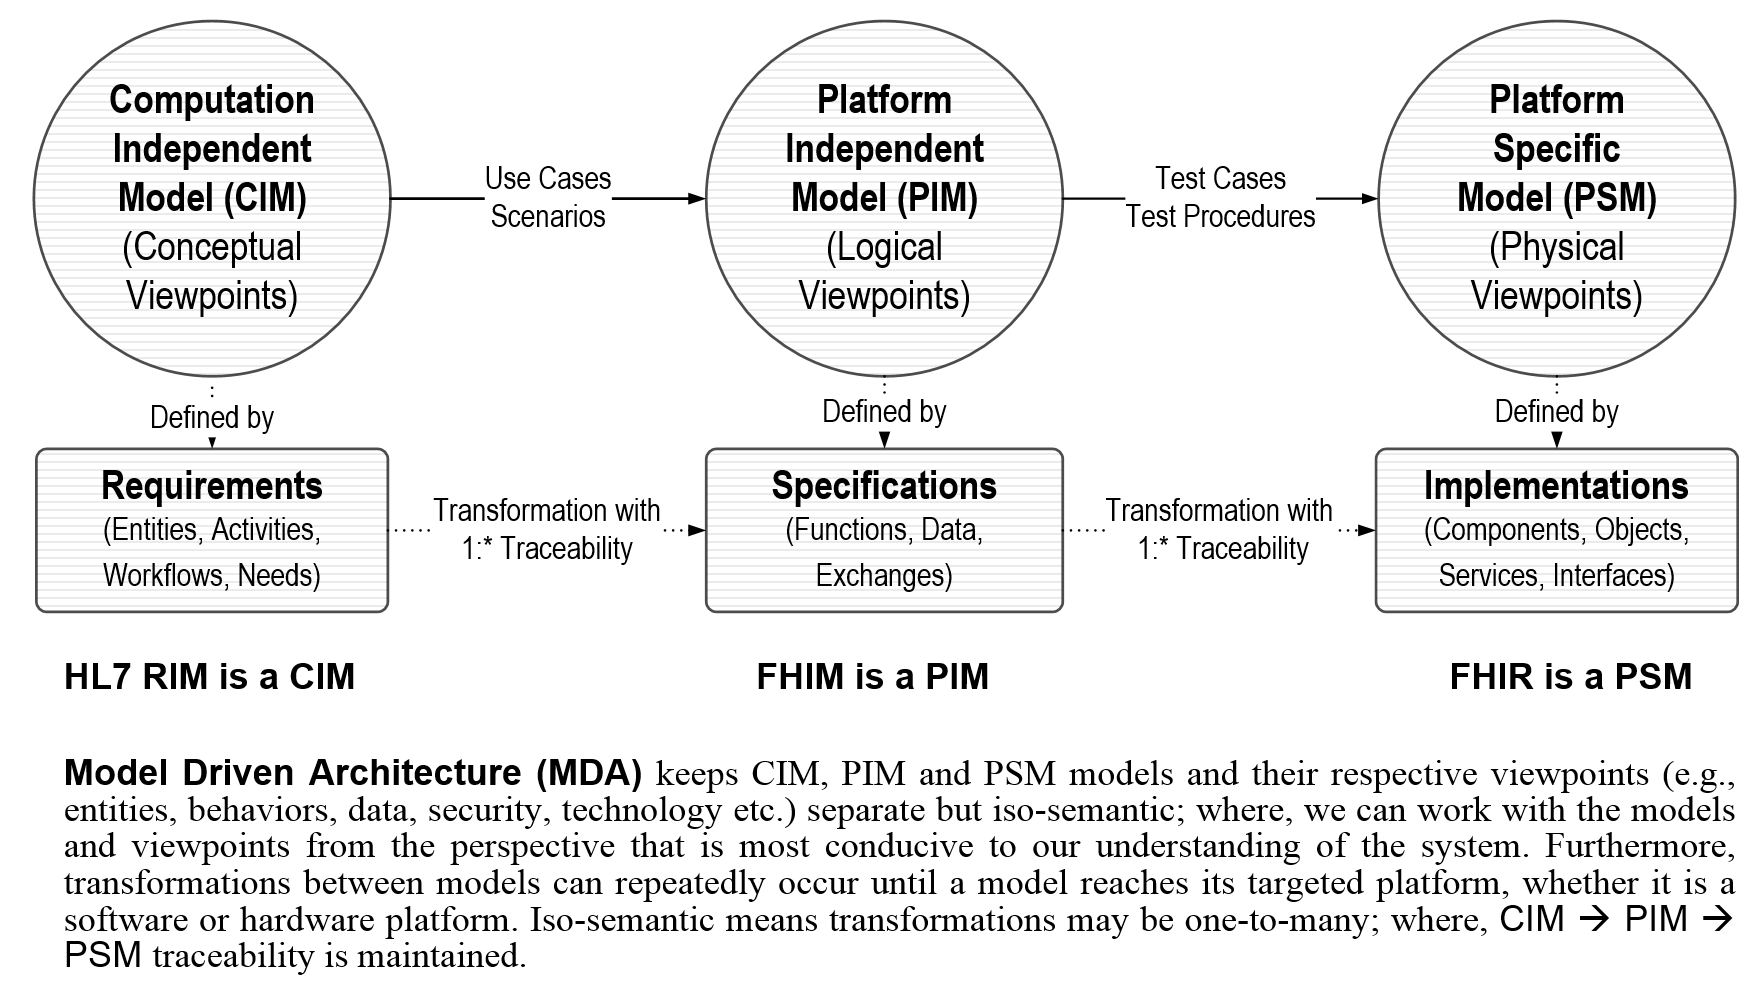 Computation
Independent
Model (CIM)
(Conceptual
Viewpoints)
Use Cases
Scenarios
Platform
Independent
Model (PIM)
(Logical
Viewpoints)
Test Cases
Test Procedures
Platform
Specific
Model (PSM)
(Physical
Viewpoints)
Defined by
Defined by
Defined by
Requirements
(Entities, Activities,
Workflows, Needs)
Transformation with
1:* Traceability
Specifications
(Functions, Data,
Exchanges)
Transformation with
1:* Traceability
Implementations
(Components, Objects,
Services, Interfaces)
HL7 RIM is a CIM
FHIM is a PIM
FHIR is a PSM
Model Driven Architecture (MDA) keeps CIM, PIM and PSM models and their respective viewpoints (e.g.,
entities, behaviors, data, security, technology etc.) separate but iso-semantic; where, we can work with the models
and viewpoints from the perspective that is most conducive to our understanding of the system. Furthermore,
transformations between models can repeatedly occur until a model reaches its targeted platform, whether it is a
software or hardware platform. Iso-semantic means transformations may be one-to-many; where, CIM → PIM →
PSM traceability is maintained.